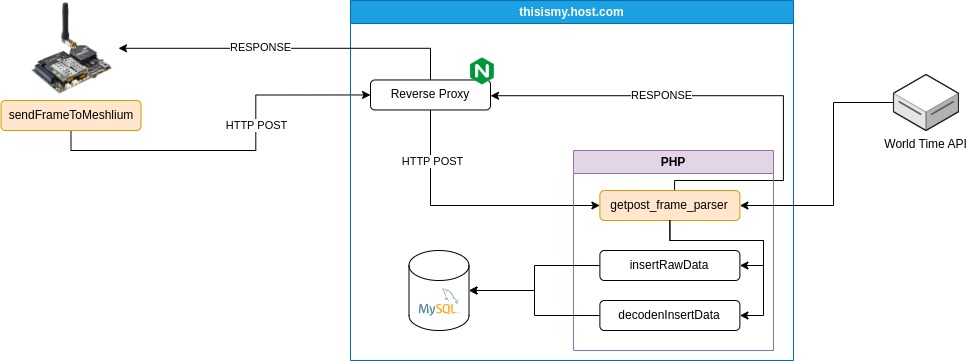 thisismy.host.com
RESPONSE
N
Reverse Proxy
RESPONSE
sendFrameToMeshlium
HTTP POST
World Time API
HTTP POST
PHP
getpost_frame_parser
insertRawData
MySQL
decodenInsertData